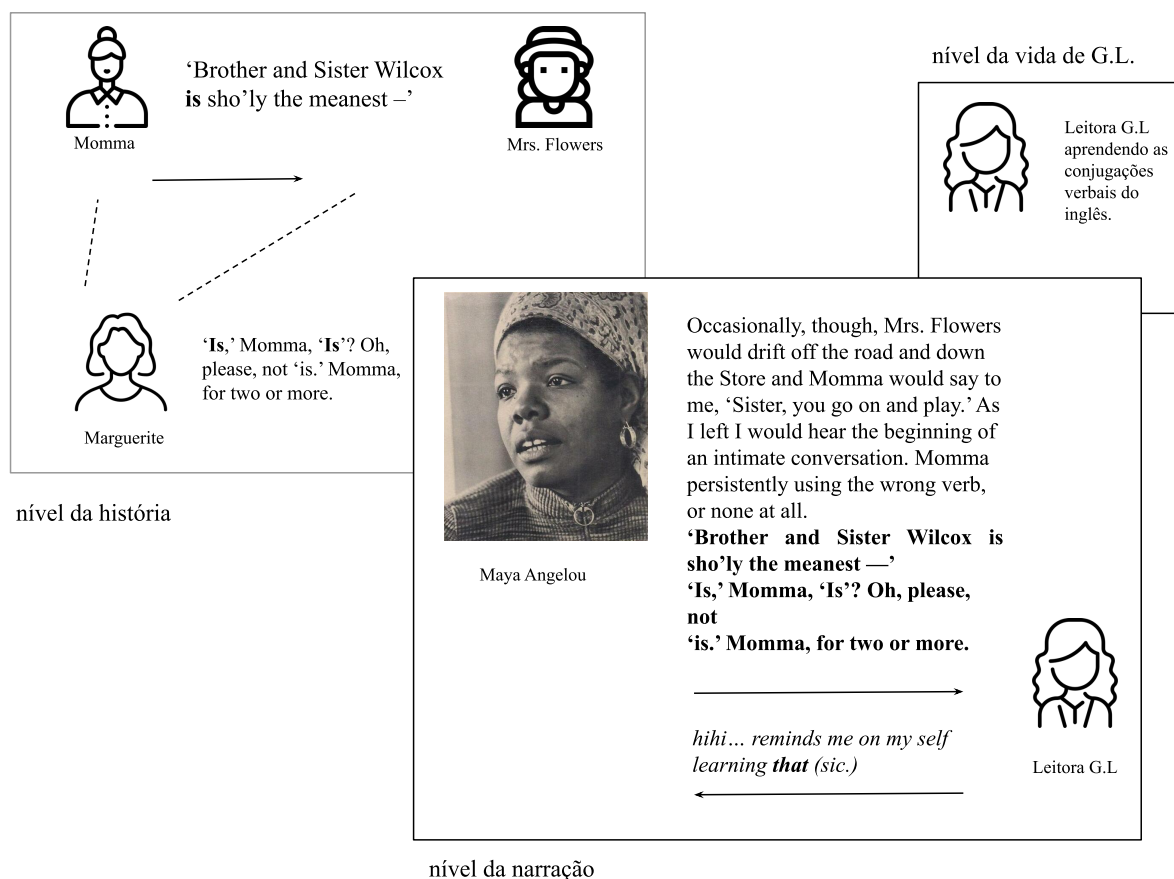 ‘Brother and Sister Wilcox
is sho’ly the meanest –’
Momma
Mrs. Flowers
‘Is,’ Momma, ‘Is’? Oh,
please, not ‘is.’ Momma,
for two or more.
Marguerite
nível da história
nível da vida de G.L.
Leitora G.L
aprendendo as
conjugações
verbais do
inglês.
Occasionally, though, Mrs. Flowers
would drift off the road and down
the Store and Momma would say to
me, ‘Sister, you go on and play.’ As
I left I would hear the beginning of
an intimate conversation. Momma
persistently using the wrong verb,
or none at all.
‘Brother and Sister Wilcox is
sho’ly the meanest —’
‘Is,’ Momma, ‘Is’? Oh, please,
not
‘is.’ Momma, for two or more.
Maya Angelou
hihi… reminds me on my self
learning that (sic.)
Leitora G.L
nível da narração